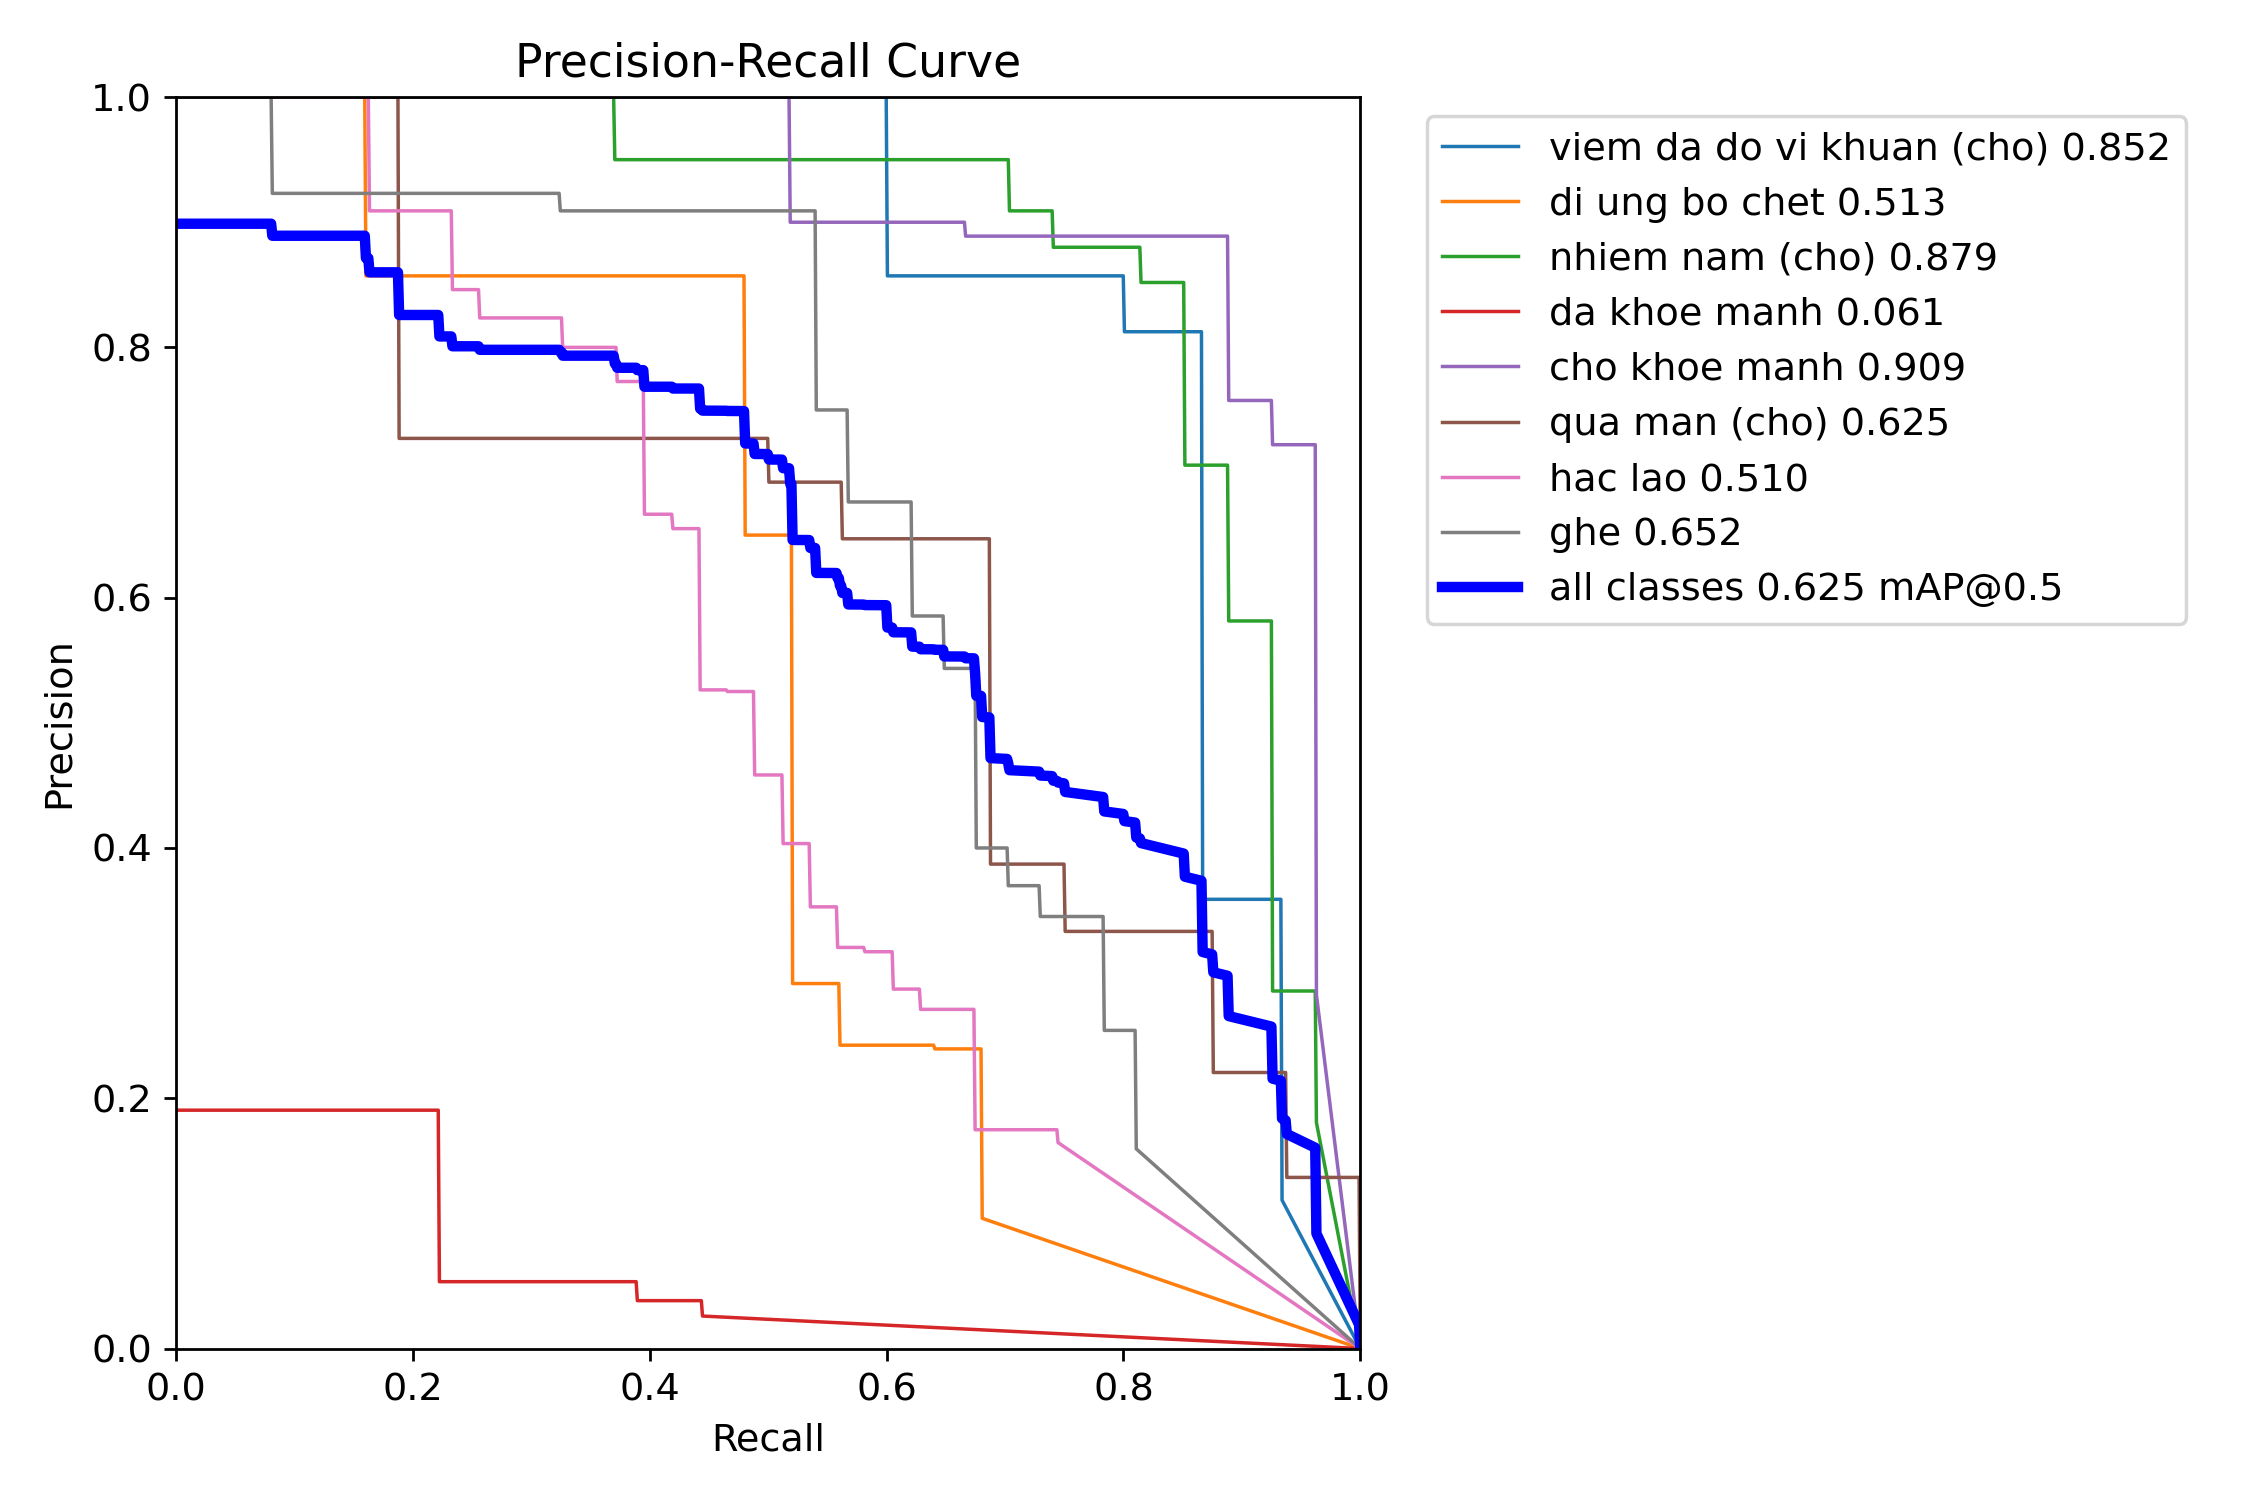 Precision-Recall Curve
1.0
0.8
0.6
0.4
0.2
0.0
Precision
0.0 0.2 0.4 0.6 0.8 1.0
Recall
viem da do vi khuan (cho) 0.852
di ung bo chet 0.513
nhiem nam (cho) 0.879
da khoe manh 0.061
cho khoe manh 0.909
qua man (cho) 0.625
hac lao 0.510
ghe 0.652
all classes 0.625 mAP@0.5